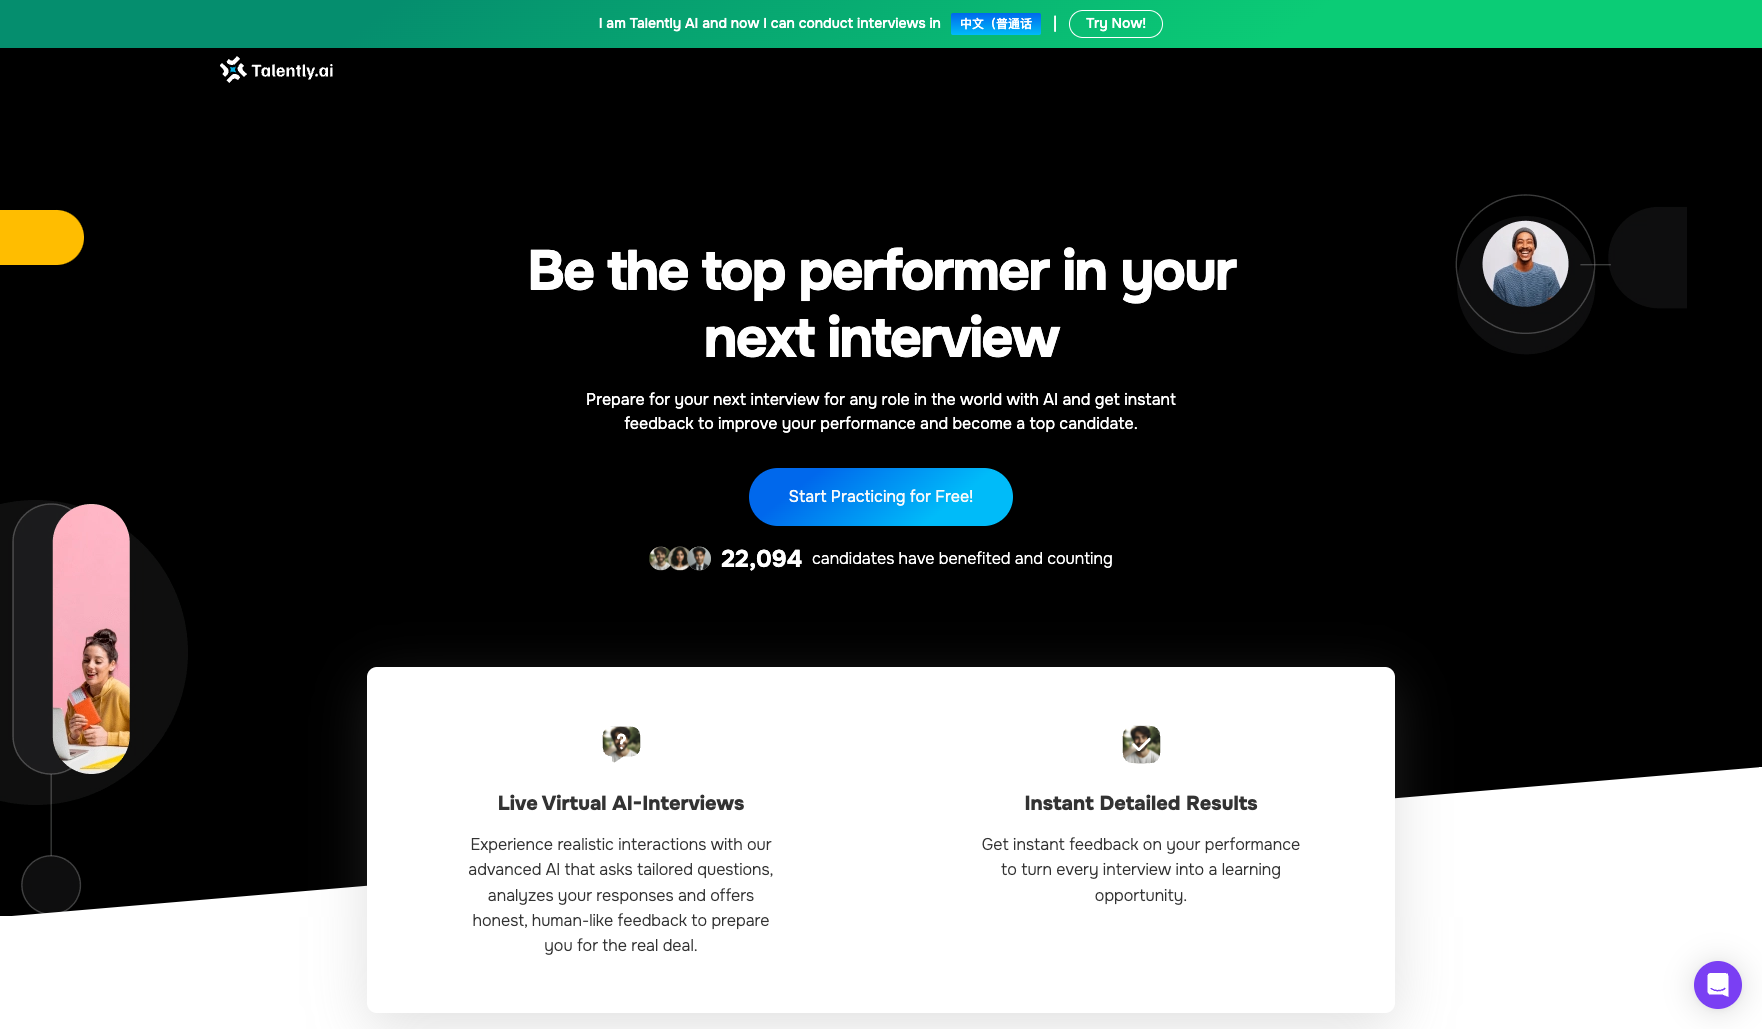 I am Talently AI and now I can conduct interviews in 中文（普通话 Try Now!
Talently.ai
Be the top performer in your
next interview
Prepare for your next interview for any role in the world with AI and get instant
feedback to improve your performance and become a top candidate.
Start Practicing for Free!
22,094 candidates have benefited and counting
Live Virtual AI-Interviews
Experience realistic interactions with our
advanced AI that asks tailored questions,
analyzes your responses and offers
honest, human-like feedback to prepare
you for the real deal.
Instant Detailed Results
Get instant feedback on your performance
to turn every interview into a learning
opportunity.